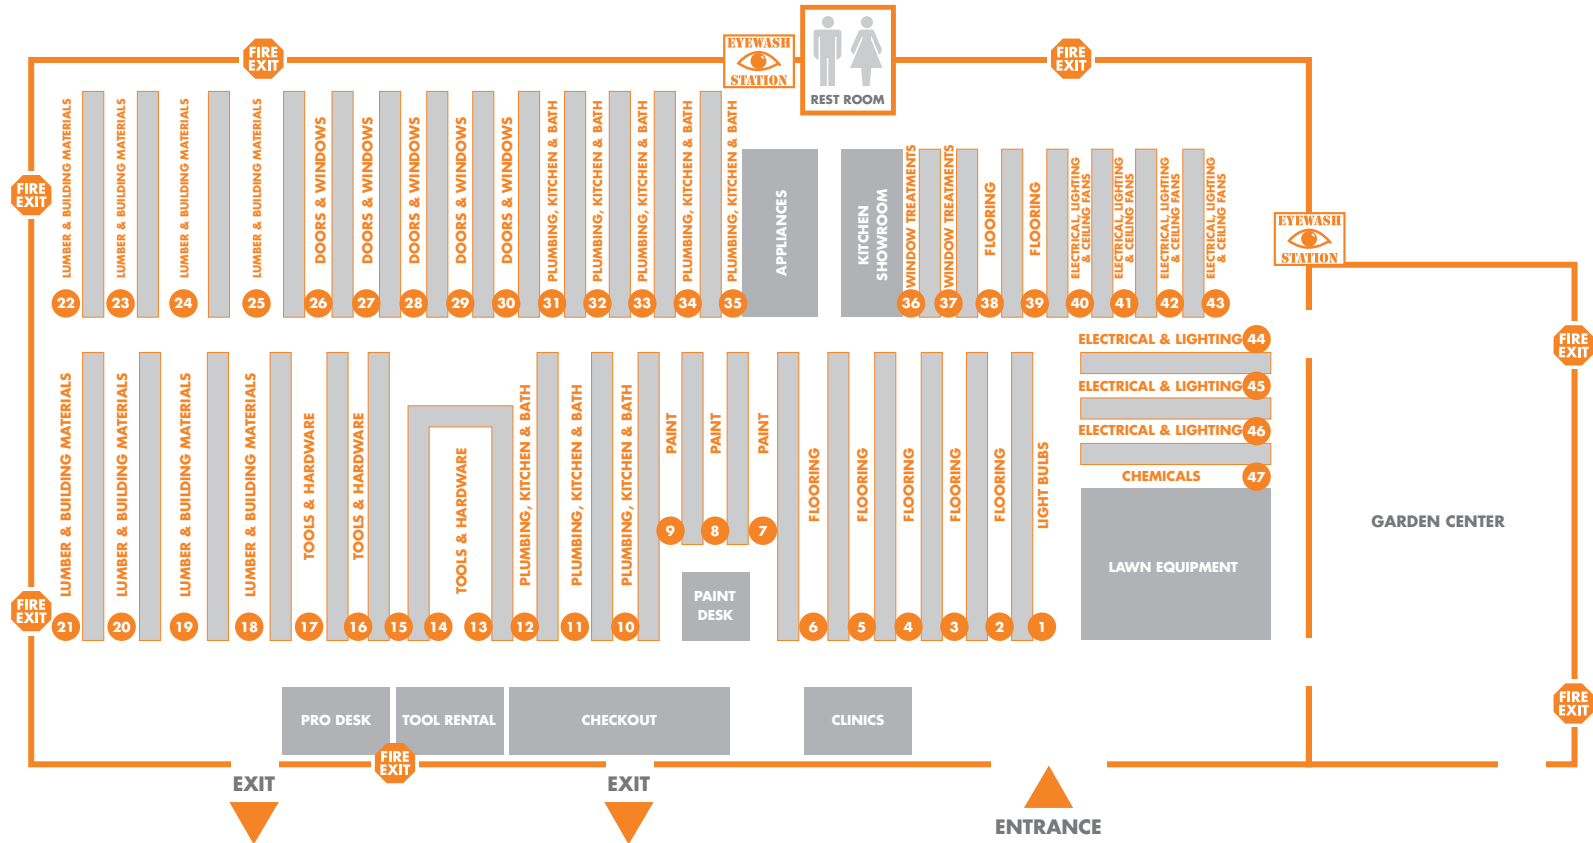 FIRE
EXIT
EYEWASH
STATION
REST ROOM
FIRE
EXIT
LUMBER & BUILDING MATERIALS
LUMBER & BUILDING MATERIALS
LUMBER & BUILDING MATERIALS
LUMBER & BUILDING MATERIALS
DOORS & WINDOWS
DOORS & WINDOWS
DOORS & WINDOWS
DOORS & WINDOWS
DOORS & WINDOWS
PLUMBING, KITCHEN & BATH
PLUMBING, KITCHEN & BATH
PLUMBING, KITCHEN & BATH
PLUMBING, KITCHEN & BATH
PLUMBING, KITCHEN & BATH
APPLIANCES
KITCHEN
SHOWROOM
WINDOW TREATMENTS
WINDOW TREATMENTS
FLOORING
FLOORING
ELECTRICAL, LIGHTING
& CEILING FANS
ELECTRICAL, LIGHTING
& CEILING FANS
ELECTRICAL, LIGHTING
& CEILING FANS
ELECTRICAL, LIGHTING
& CEILING FANS
FIRE
EXIT
EYEWASH
STATION
22
23
24
25
26
27
28
29
30
31
32
33
34
35
36
37
38
39
40
41
42
43
ELECTRICAL & LIGHTING 44
FIRE
EXIT
ELECTRICAL & LIGHTING 45
ELECTRICAL & LIGHTING 46
CHEMICALS 47
LUMBER & BUILDING MATERIALS
LUMBER & BUILDING MATERIALS
LUMBER & BUILDING MATERIALS
LUMBER & BUILDING MATERIALS
TOOLS & HARDWARE
TOOLS & HARDWARE
TOOLS & HARDWARE
PLUMBING, KITCHEN & BATH
PLUMBING, KITCHEN & BATH
PLUMBING, KITCHEN & BATH
PAINT
PAINT
PAINT
FLOORING
FLOORING
FLOORING
FLOORING
FLOORING
LIGHT BULBS
9
8
7
GARDEN CENTER
LAWN EQUIPMENT
PAINT
DESK
FIRE
EXIT
21
20
19
18
17
16
15
14
13
12
11
10
6
5
4
3
2
1
PRO DESK
TOOL RENTAL
CHECKOUT
CLINICS
FIRE
EXIT
FIRE
EXIT
EXIT
EXIT
ENTRANCE